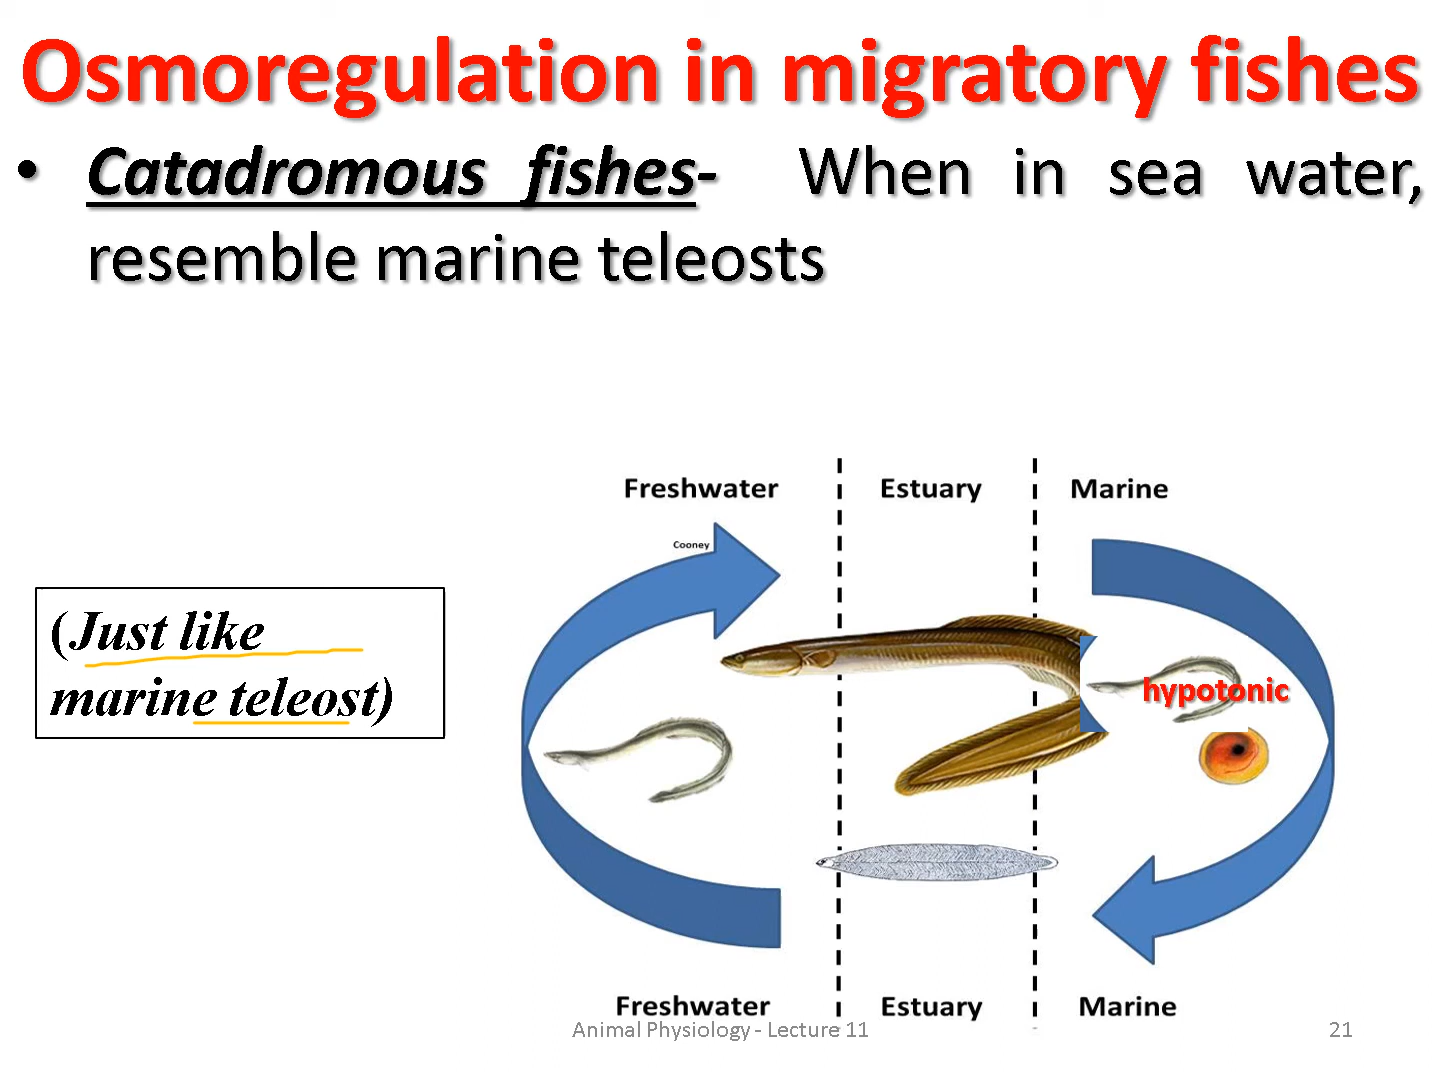 Osmoregulation in migratory fishes
• Catadromous fishes- When in sea water,
resemble marine teleosts
Freshwater Estuary Marine
Cooney
(Just like
marine teleost)
hypotonic
Freshwater Estuary Marine
Animal Physiology - Lecture 11 21